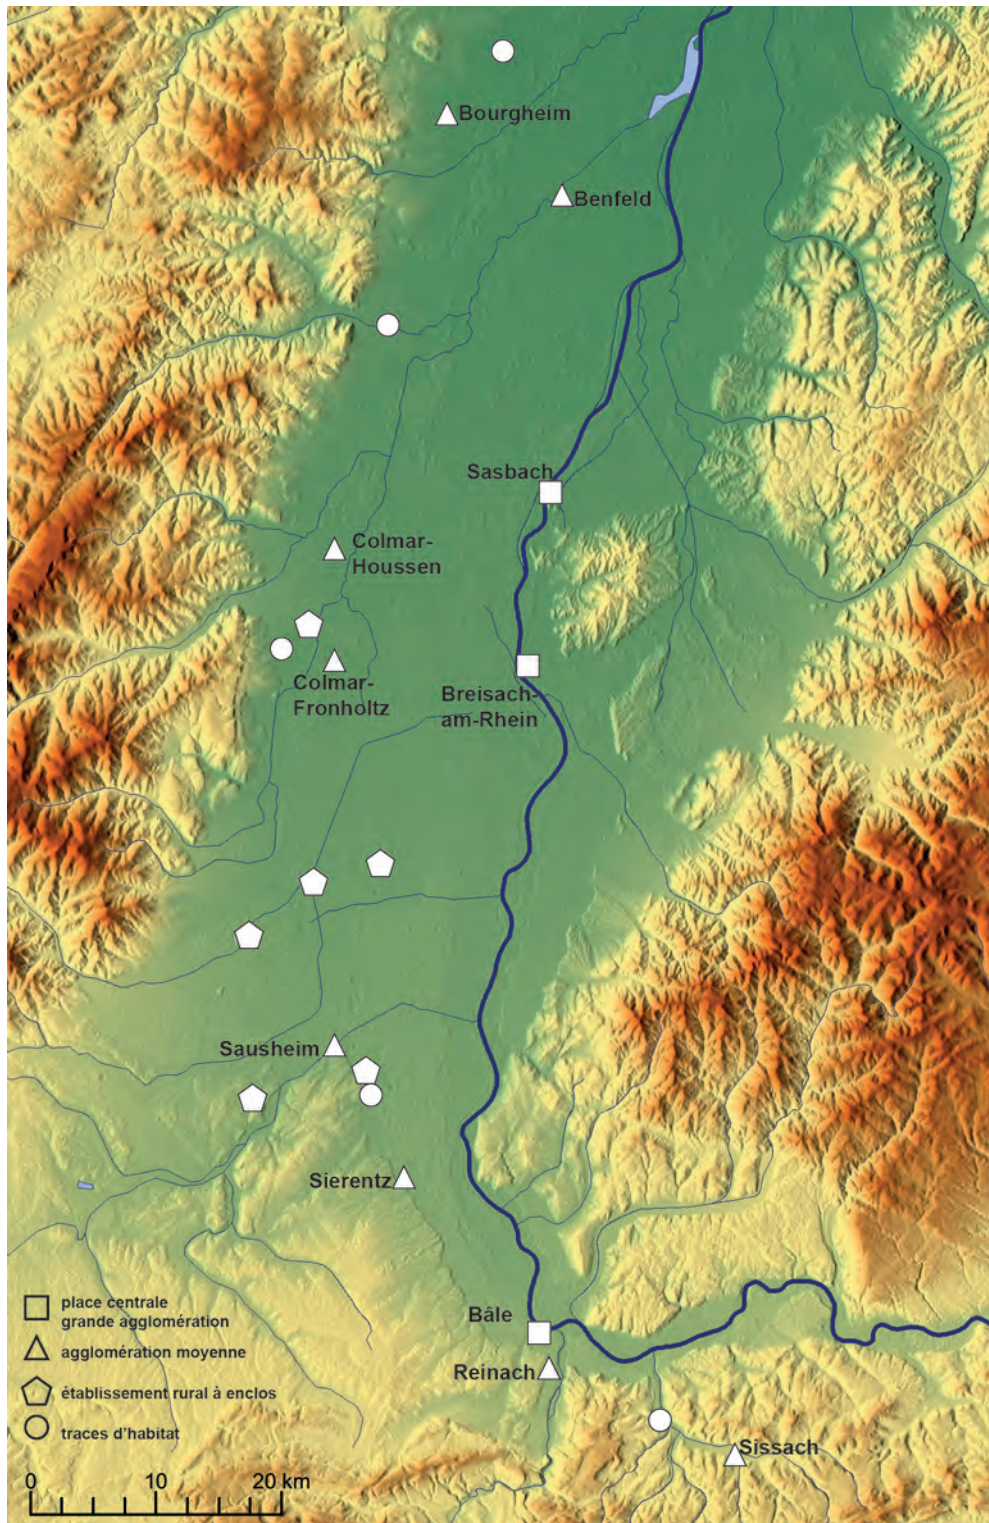 Bourgheim
Benfeld
Sasbach
Colmar-
Houssen
Colmar-
Fronholtz
Breisach-
am-Rhein
Sausheim
Sierentz
Bâle
Reinach
Sissach
place centrale
grande agglomération
agglomération moyenne
établissement rural à enclos
traces d'habitat
0 10 20 km